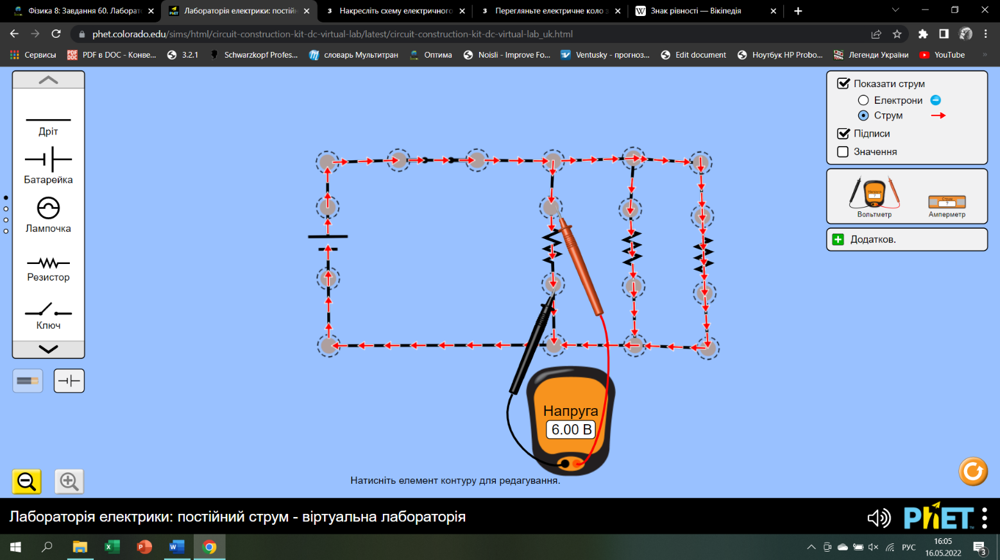 Фізика 8: Завдання 60. Лаборат
Лабораторія електрики: постійн
Накресліть схему електричного
Перегляньте електричне коло з
Знак рівності — Вікіпедія
phet.colorado.edu/sims/html/circuit-construction-kit-dc-virtual-lab/latest/circuit-construction-kit-dc-virtual-lab_uk.html
Сервисы
PDF в DOC - Конве...
3.2.1
Schwarzkopf Profes...
словарь Мультитран
Оптима
Noisli - Improve Fo...
Ventusky - прогноз...
Edit document
Ноутбук HP Probo...
Легенди України
YouTube
Дріт
Батарейка
Лампочка
Резистор
Ключ
Показати струм
Електрони
Струм
Підписи
Значення
Напруга
?
Вольтметр
Струм
?
Амперметр
Додатков.
Напруга
6.00 В
Натисніть елемент контуру для редагування.
Лабораторія електрики: постійний струм - віртуальна лабораторія
PhET
РУС
16:05
16.05.2022
3